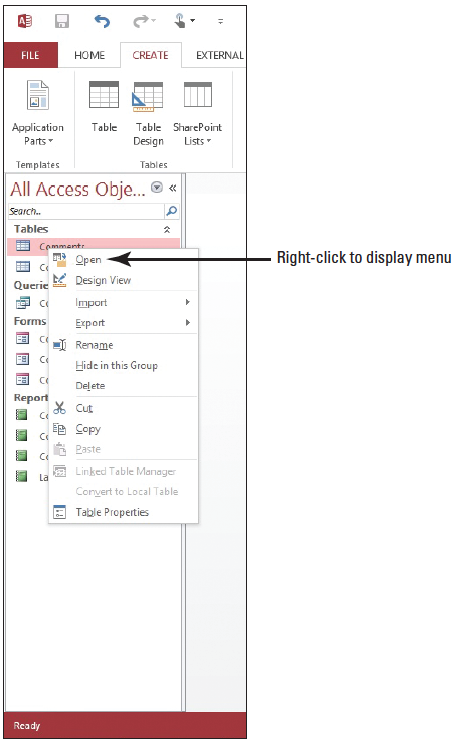 FILE
HOME
CREATE
EXTERNAL
Application
Parts
Table
Table
Design
SharePoint
Lists
Templates
Tables
All Access Obje...
Search..
Tables
Comments
Open
Right-click to display menu
Co
Design View
Querie
Co
Import
Forms
Export
Co
Rename
Co
Hide in this Group
Co
Delete
Report
Co
Cut
Co
Copy
Co
Paste
La
Linked Table Manager
Convert to Local Table
Table Properties
Ready